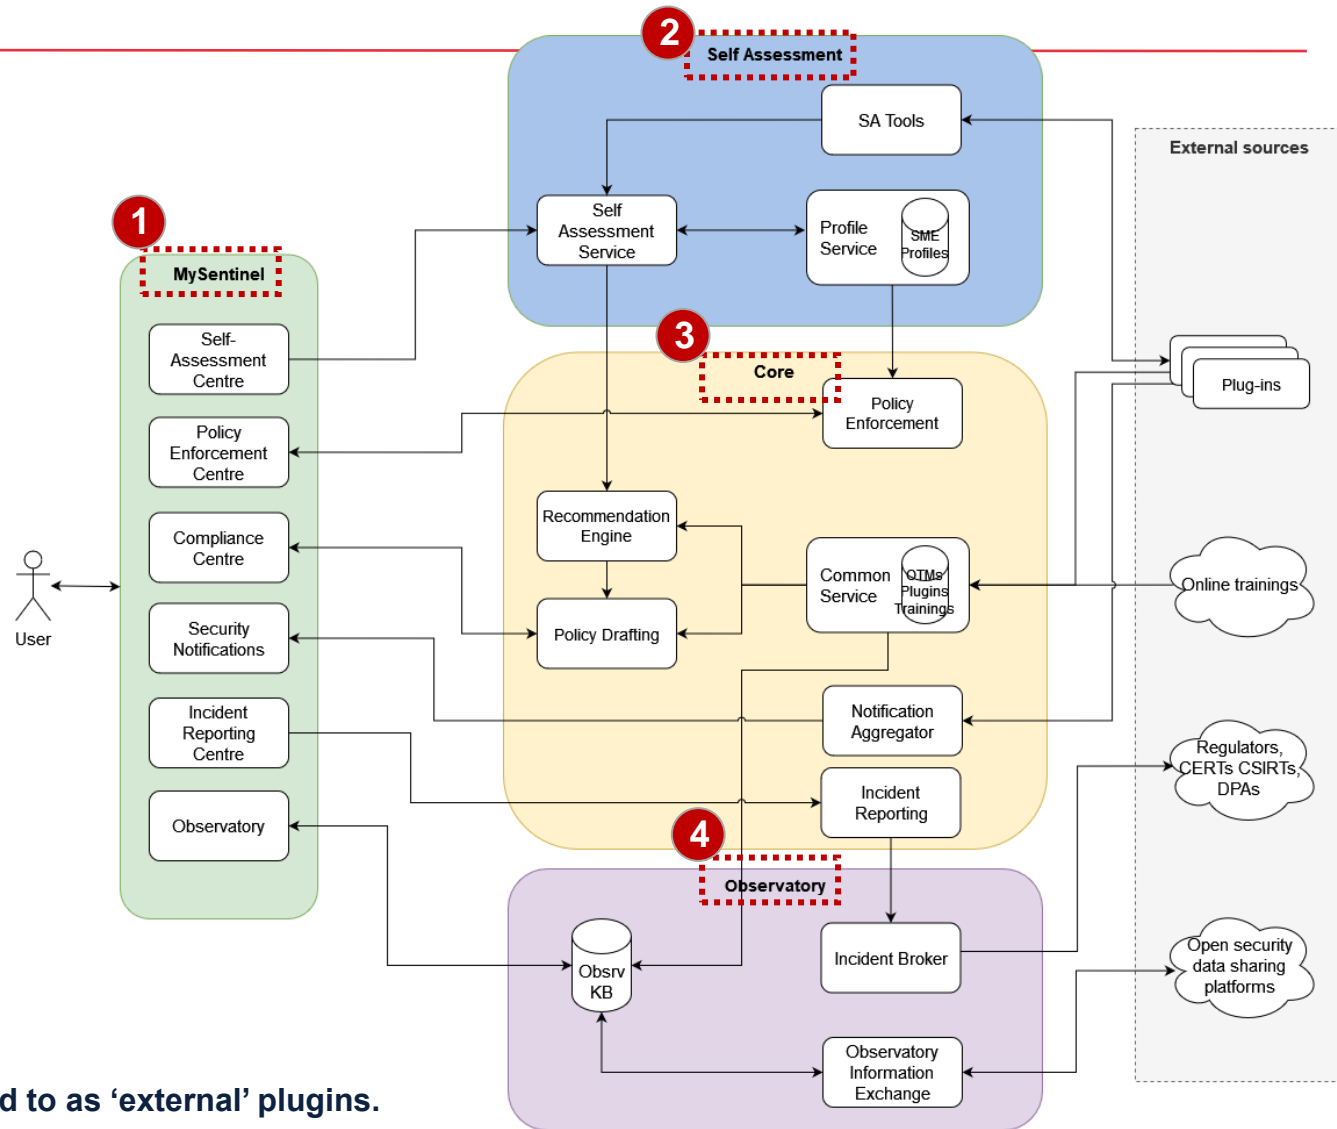 2
Self Assessment
SA Tools
External sources
1
Self
Assessment
Service
Profile
Service
SME
Profiles
MySentinel
3
Core
Self-
Assessment
Centre
Plug-ins
Policy
Enforcement
Policy
Enforcement
Centre
Recommendation
Engine
Compliance
Centre
Common
Service
OTMs
Plugins
Trainings
Online trainings
User
Security
Notifications
Policy Drafting
Incident
Reporting
Centre
Notification
Aggregator
Regulators,
CERTs CSIRTs,
DPAs
Incident
Reporting
Observatory
4
Observatory
Obsrv
KB
Incident Broker
Open security
data sharing
platforms
Observatory
Information
Exchange
d to as ‘external’ plugins.